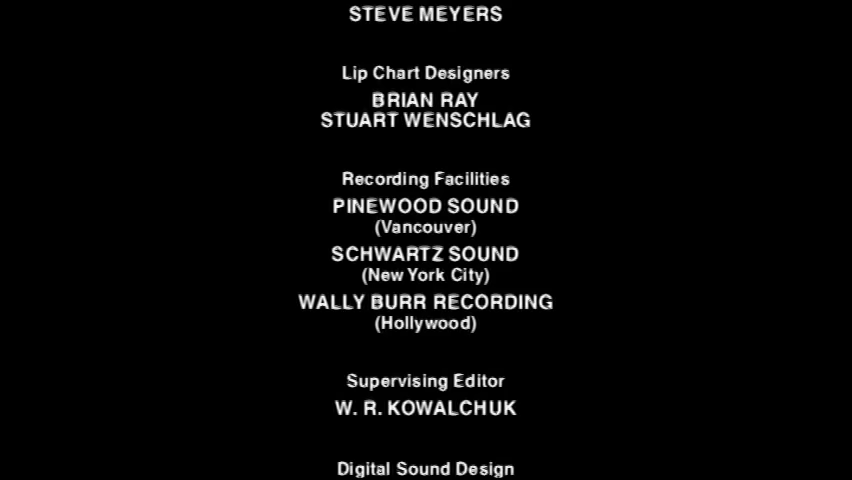 STEVE MEYERS
Lip Chart Designers
BRIAN RAY
STUART WENSCHLAG
Recording Facilities
PINEWOOD SOUND
(Vancouver)
SCHWARTZ SOUND
(New York City)
WALLY BURR RECORDING
(Hollywood)
Supervising Editor
W. R. KOWALCHUK
Digital Sound Design